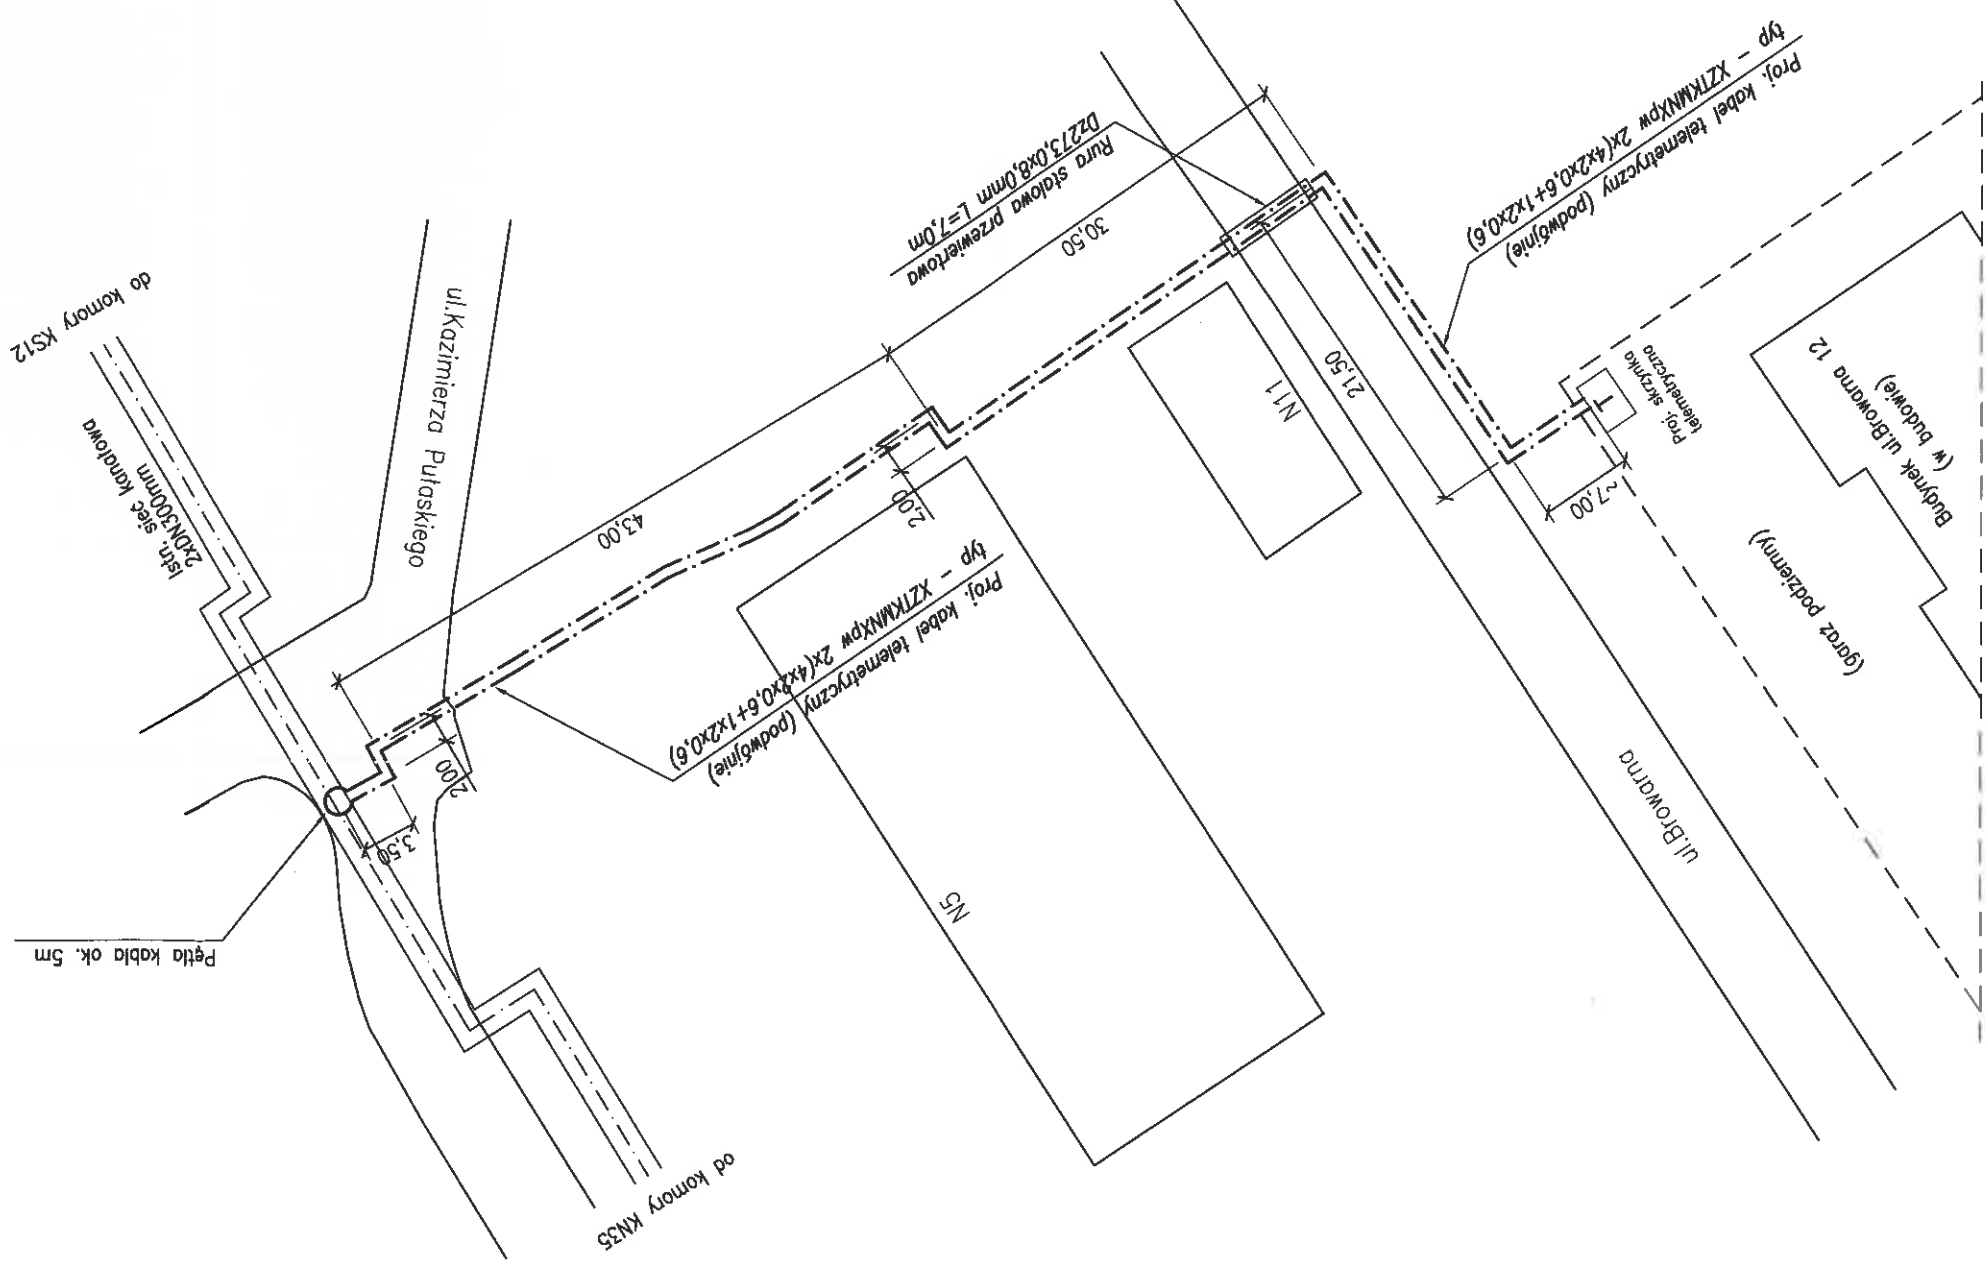 do komory KS12
Istn. sieć kanałowa
2xDN300mm
ul.Kazimierza Pułaskiego
Rura stalowa przewiertowa
Dz273,0x8,0mm L=7,0m
Proj. kabel telemetryczny (podwójnie)
typ - XZTKMNXpw 2x(4x2x0,6+1x2x0,6)
30,50
43,00
21,50
2,00
~7,00
Proj. skrzynka
telemetryczna
Budynek ul.Browarna 12
(w budowie)
(garaż podziemny)
N11
Proj. kabel telemetryczny (podwójnie)
typ - XZTKMNXpw 2x(4x2x0,6+1x2x0,6)
2,00
3,50
Pętla kabla ok. 5m
N5
ul.Browarna
od komory KN35